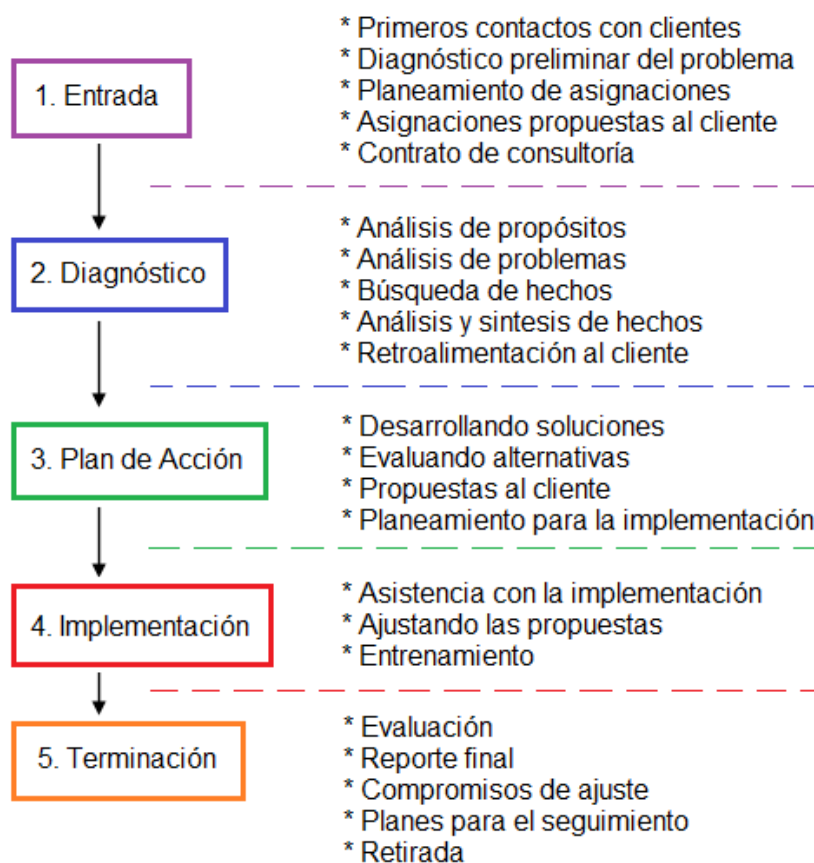 1. Entrada
* Primeros contactos con clientes
* Diagnóstico preliminar del problema
* Planeamiento de asignaciones
* Asignaciones propuestas al cliente
* Contrato de consultoría
2. Diagnóstico
* Análisis de propósitos
* Análisis de problemas
* Búsqueda de hechos
* Análisis y sintesis de hechos
* Retroalimentación al cliente
3. Plan de Acción
* Desarrollando soluciones
* Evaluando alternativas
* Propuestas al cliente
* Planeamiento para la implementación
4. Implementación
* Asistencia con la implementación
* Ajustando las propuestas
* Entrenamiento
5. Terminación
* Evaluación
* Reporte final
* Compromisos de ajuste
* Planes para el seguimiento
* Retirada